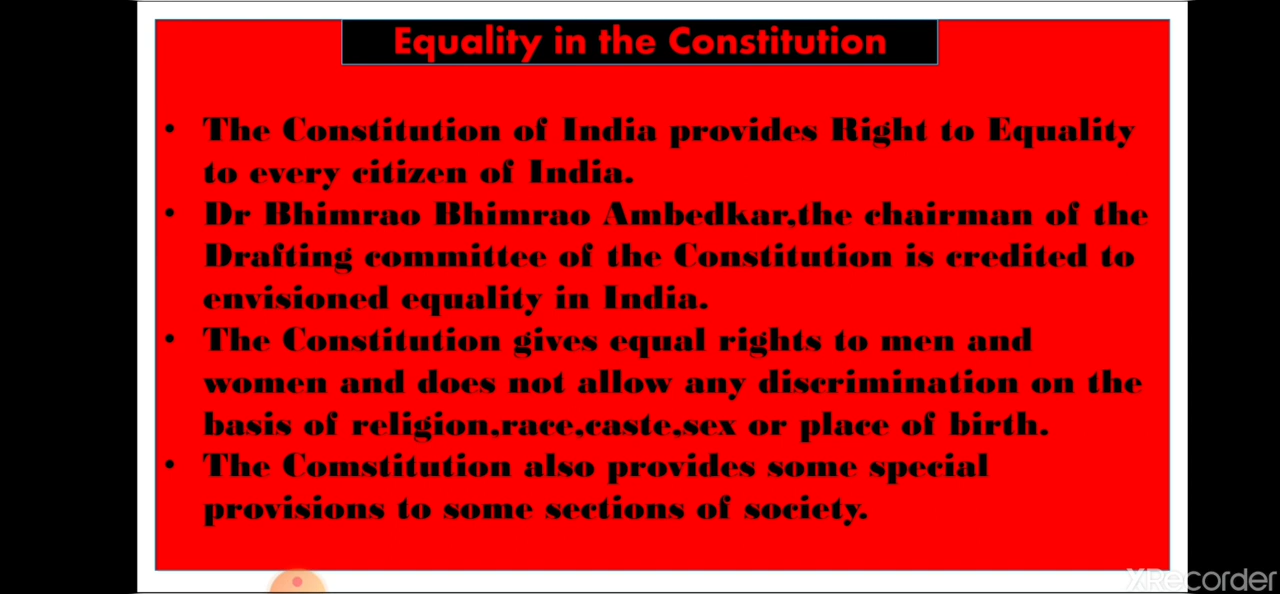 Equality in the Constitution
• The Constitution of India provides Right to Equality
to every citizen of India.
• Dr Bhimrao Bhimrao Ambedkar,the chairman of the
Drafting committee of the Constitution is credited to
envisioned equality in India.
• The Constitution gives equal rights to men and
women and does not allow any discrimination on the
basis of religion,race,caste,sex or place of birth.
• The Comstitution also provides some special
provisions to some sections of society.
XRecorder